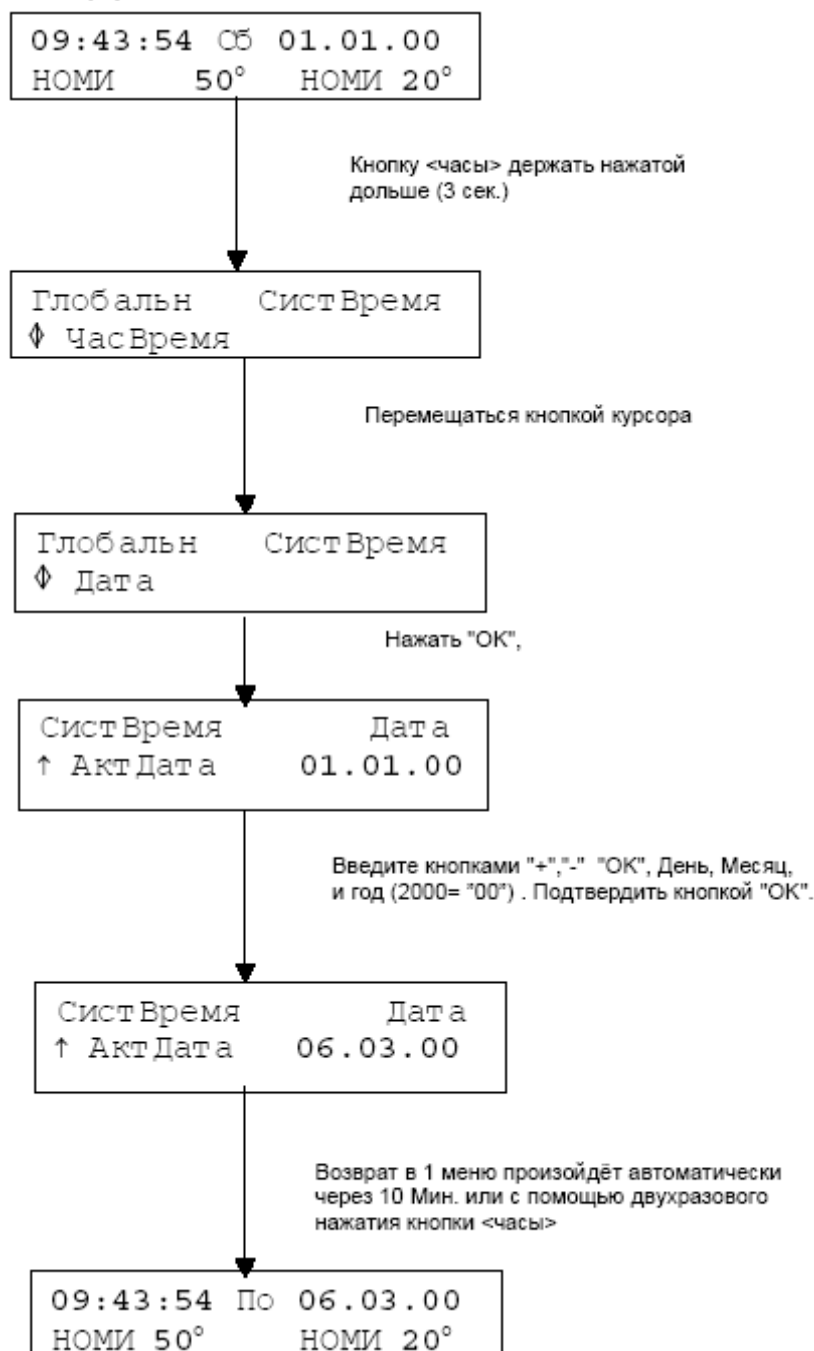 09:43:54 Сб 01.01.00
НОМИ 50° НОМИ 20°
Кнопку <часы> держать нажатой
дольше (3 сек.)
Глобальн СистВремя
ЧасВремя
Перемещаться кнопкой курсора
Глобальн СистВремя
Дата
Нажать "ОК",
СистВремя Дата
↑ АктДата 01.01.00
Введите кнопками "+","-" "ОК", День, Месяц,
и год (2000= "00") . Подтвердить кнопкой "ОК".
СистВремя Дата
↑ АктДата 06.03.00
Возврат в 1 меню произойдёт автоматически
через 10 Мин. или с помощью двухразового
нажатия кнопки <часы>
09:43:54 По 06.03.00
НОМИ 50° НОМИ 20°